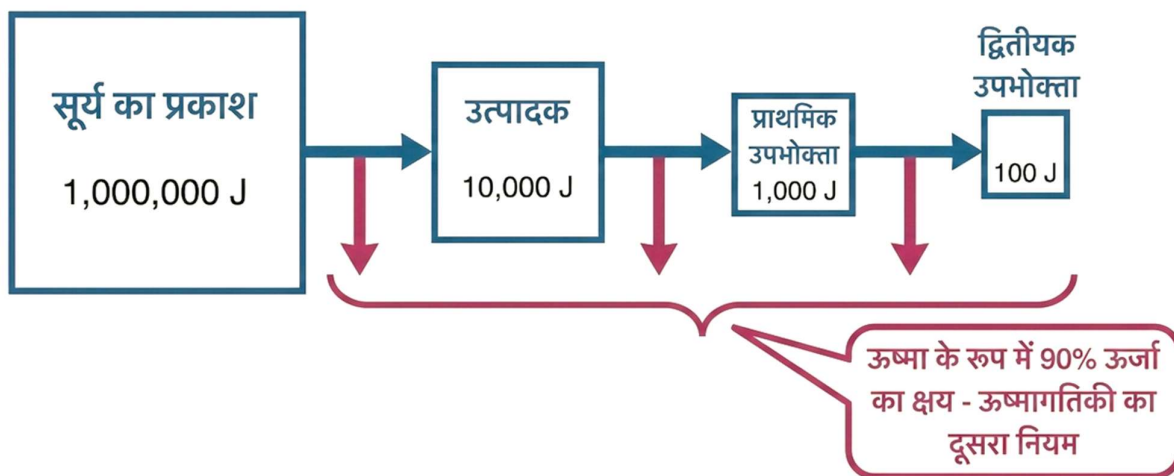 सूर्य का प्रकाश
1,000,000 J
उत्पादक
10,000 J
प्राथमिक
उपभोक्ता
1,000 J
द्वितीयक
उपभोक्ता
100 J
ऊष्मा के रूप में 90% ऊर्जा
का क्षय - ऊष्मागतिकी का
दूसरा नियम